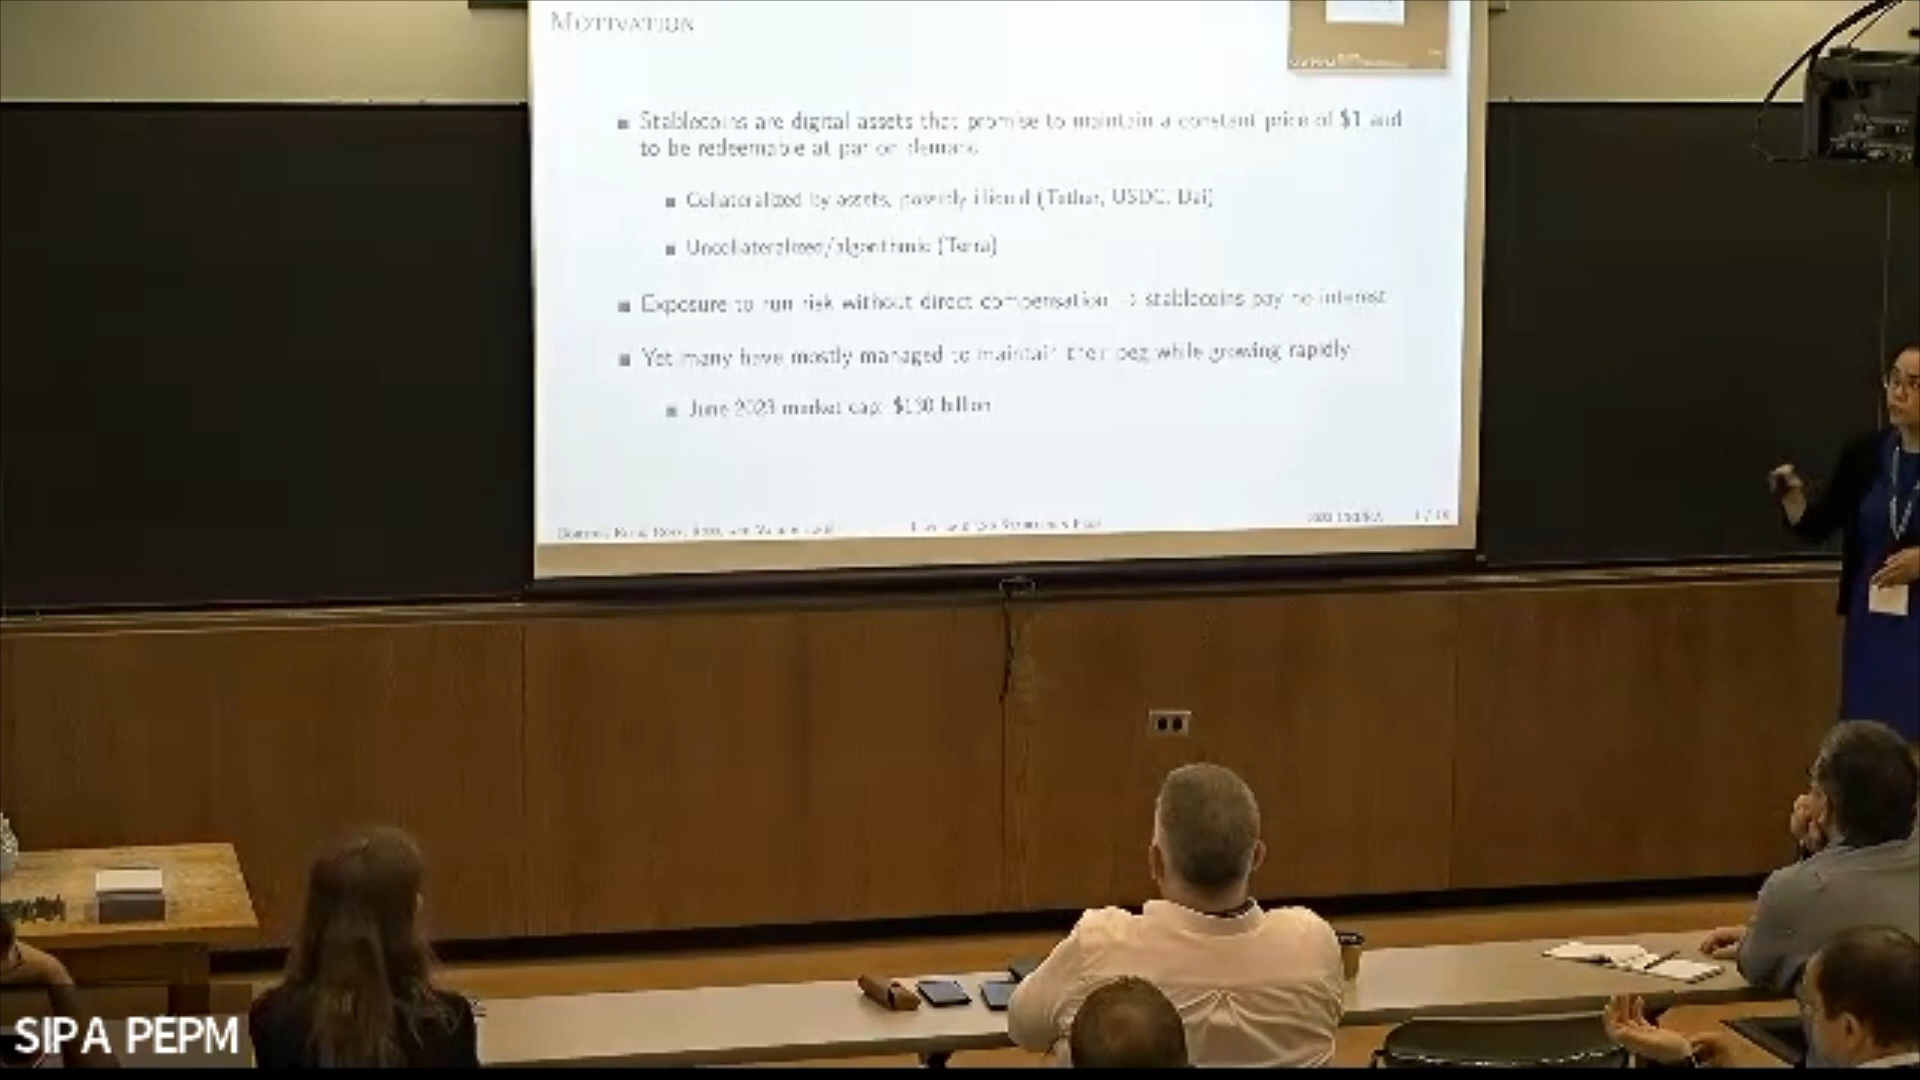 MOTIVATION
Stablecoins are digital assets that promise to maintain a constant price of $1 and
to be redeemable at par on demand
Collateralized by assets, possibly illiquid (Tether, USDC, Dai)
Uncollateralized/algorithmic (Terra)
Exposure to run risk without direct compensation → stablecoins pay no interest
Yet many have mostly managed to maintain their peg while growing rapidly
June 2023 market cap: $130 billion
SIPA PEPM